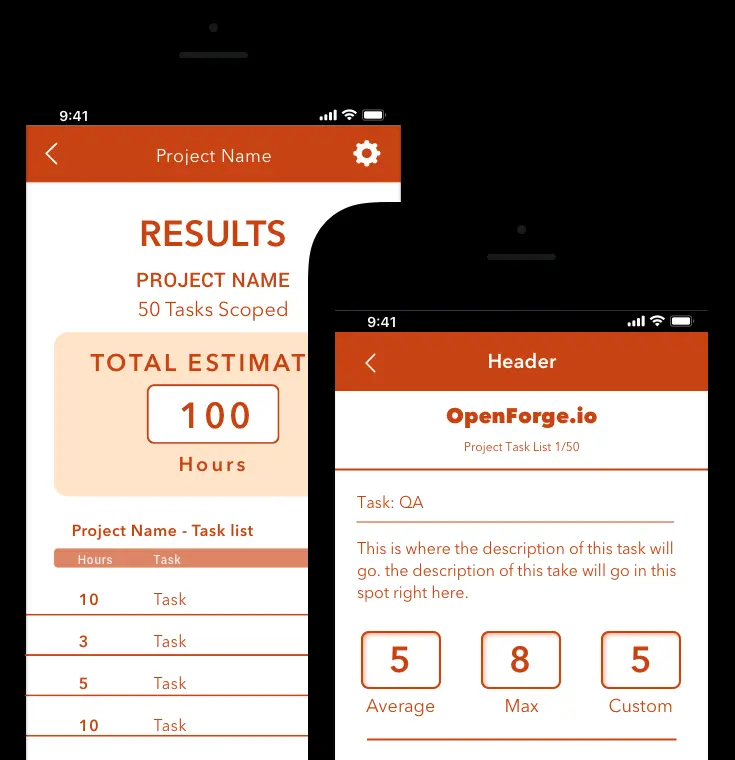 9:41
Project Name
RESULTS
PROJECT NAME
50 Tasks Scoped
TOTAL ESTIMAT
100
Hours
Project Name - Task list
Hours Task
10 Task
3 Task
5 Task
10 Task
9:41
Header
OpenForge.io
Project Task List 1/50
Task: QA
This is where the description of this task will
go. the description of this take will go in this
spot right here.
5 8 5
Average Max Custom